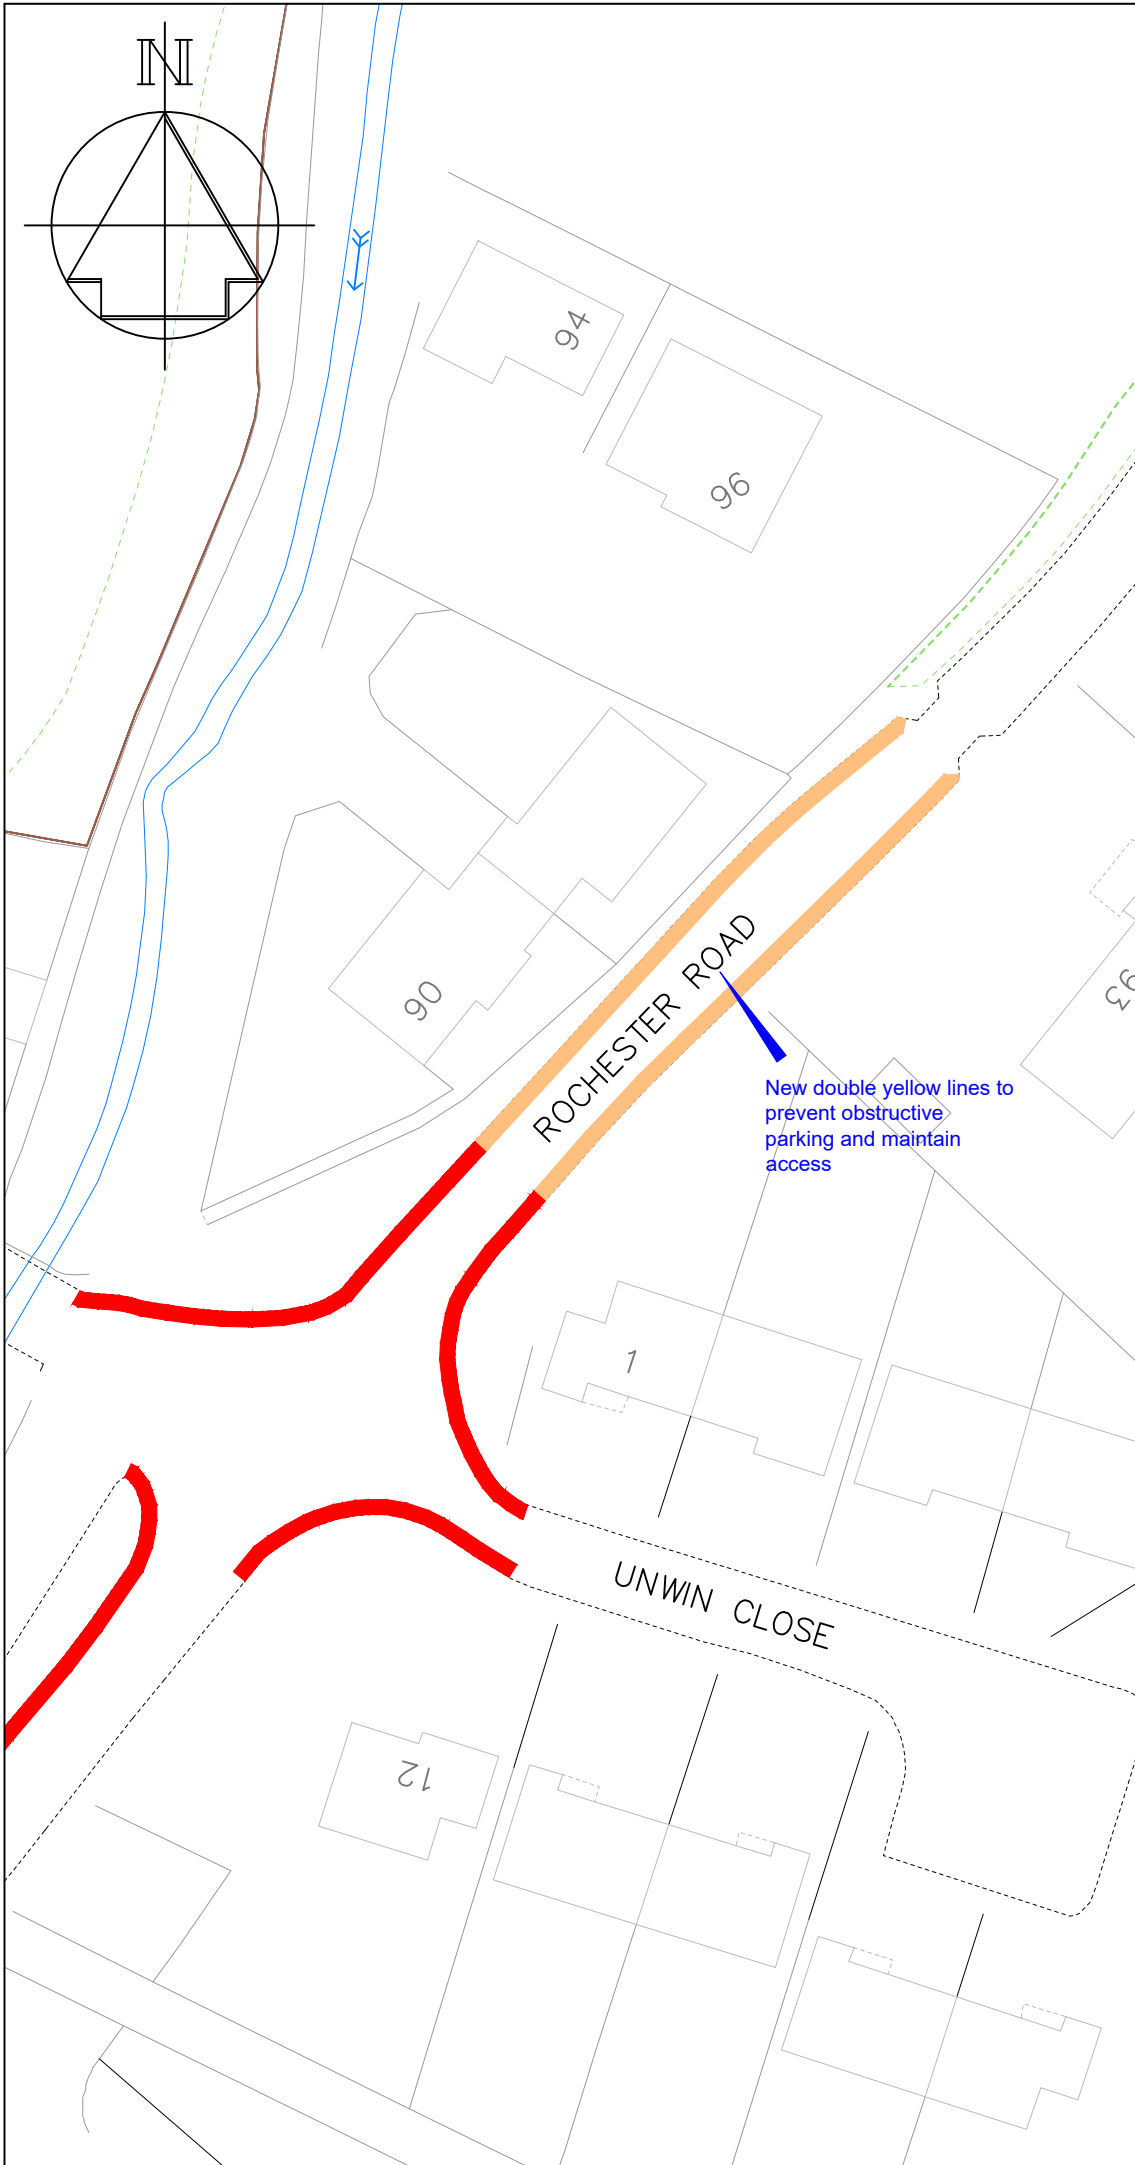 N
94
96
90
ROCHESTER ROAD
93
New double yellow lines to
prevent obstructive
parking and maintain
access
1
UNWIN CLOSE
12